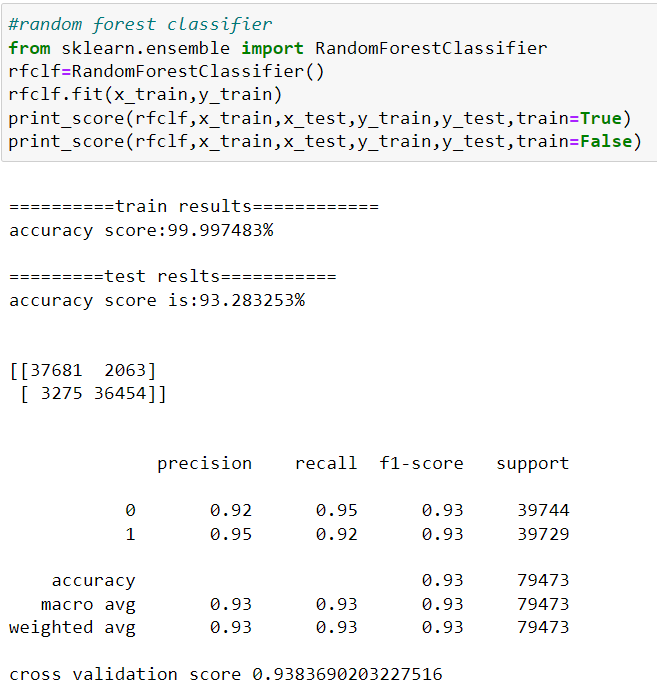 #random forest classifier
from sklearn.ensemble import RandomForestClassifier
rfclf=RandomForestClassifier()
rfclf.fit(x_train,y_train)
print_score(rfclf,x_train,x_test,y_train,y_test,train=True)
print_score(rfclf,x_train,x_test,y_train,y_test,train=False)
==========train results============
accuracy score:99.997483%
=========test reslts===========
accuracy score is:93.283253%
[[37681  2063]
 [ 3275 36454]]
precision    recall  f1-score   support
0       0.92      0.95      0.93     39744
1       0.95      0.92      0.93     39729
accuracy                           0.93     79473
macro avg       0.93      0.93      0.93     79473
weighted avg       0.93      0.93      0.93     79473
cross validation score 0.9383690203227516